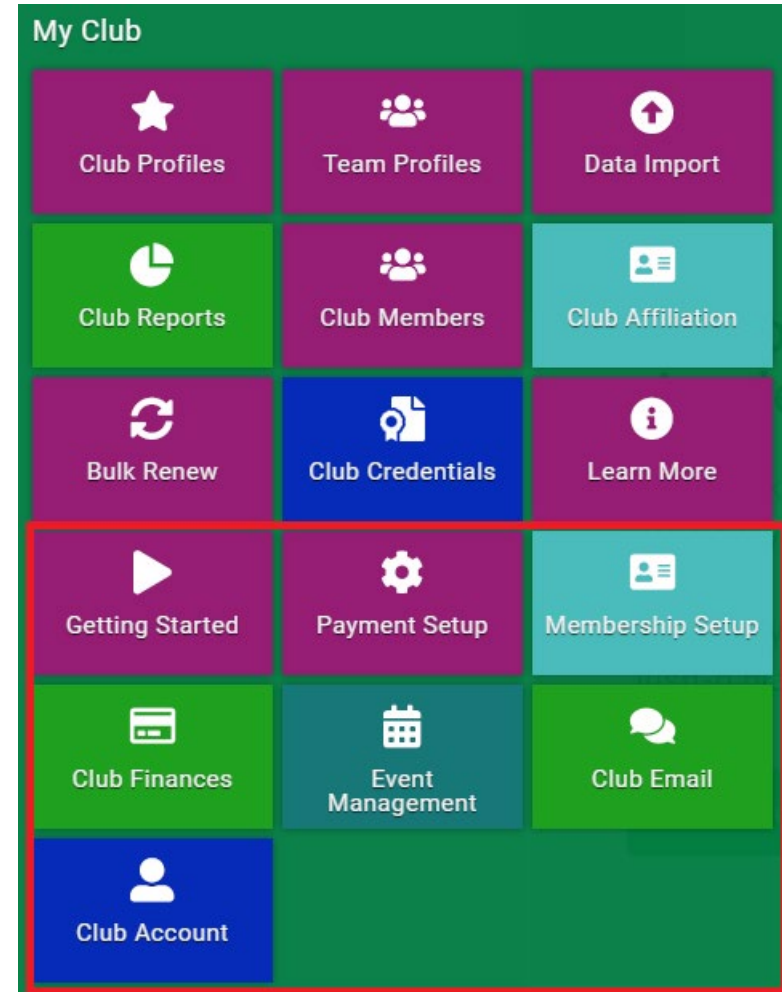 My Club
Club Profiles
Team Profiles
Data Import
Club Reports
Club Members
Club Affiliation
Bulk Renew
Club Credentials
Learn More
Getting Started
Payment Setup
Membership Setup
Club Finances
Event
Management
Club Email
Club Account